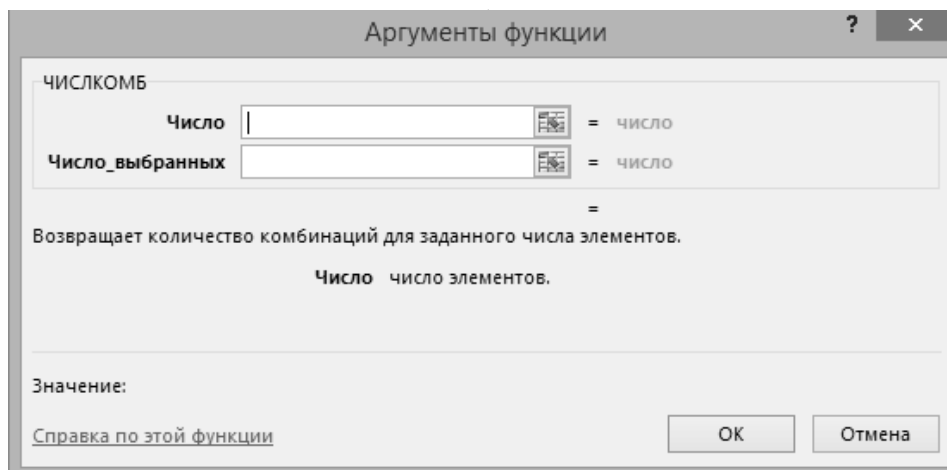 Аргументы функции ? ×
ЧИСЛКОМБ
Число = число
Число_выбранных = число
=
Возвращает количество комбинаций для заданного числа элементов.
Число число элементов.
Значение:
Справка по этой функции ОК Отмена